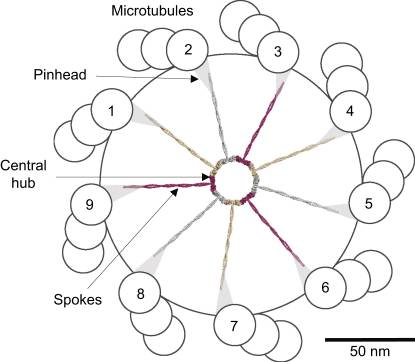 Microtubules
2
3
Pinhead
1
4
Central
hub
9
5
Spokes
8
6
7
50 nm